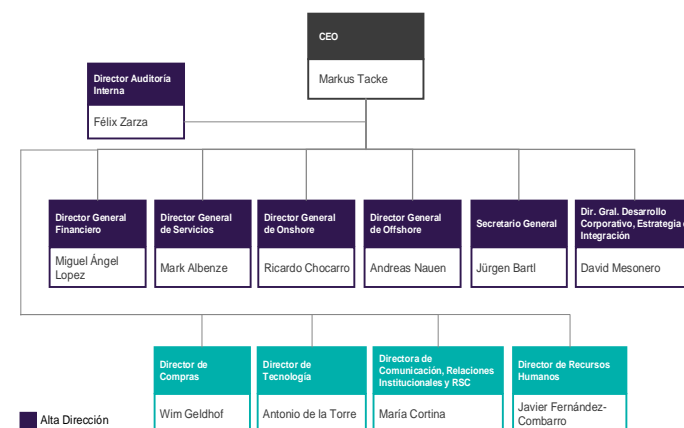 CEO
Markus Tacke
Director Auditoría
Interna
Félix Zarza
Director General
Financiero
Miguel Ángel
Lopez
Director General
de Servicios
Mark Albenze
Director General
de Onshore
Ricardo Chocarro
Director General
de Offshore
Andreas Nauen
Secretario General
Jürgen Bartl
Dir. Gral. Desarrollo
Corporativo, Estrategia e
Integración
David Mesonero
Director de
Compras
Wim Geldhof
Director de
Tecnología
Antonio de la Torre
Directora de
Comunicación, Relaciones
Institucionales y RSC
María Cortina
Director de Recursos
Humanos
Javier Fernández-
Combarro
Alta Dirección